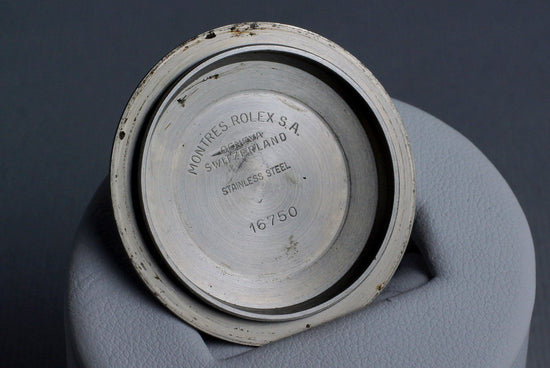 MONTRES ROLEX S.A.
GENEVA
SWITZERLAND
STAINLESS STEEL
16750